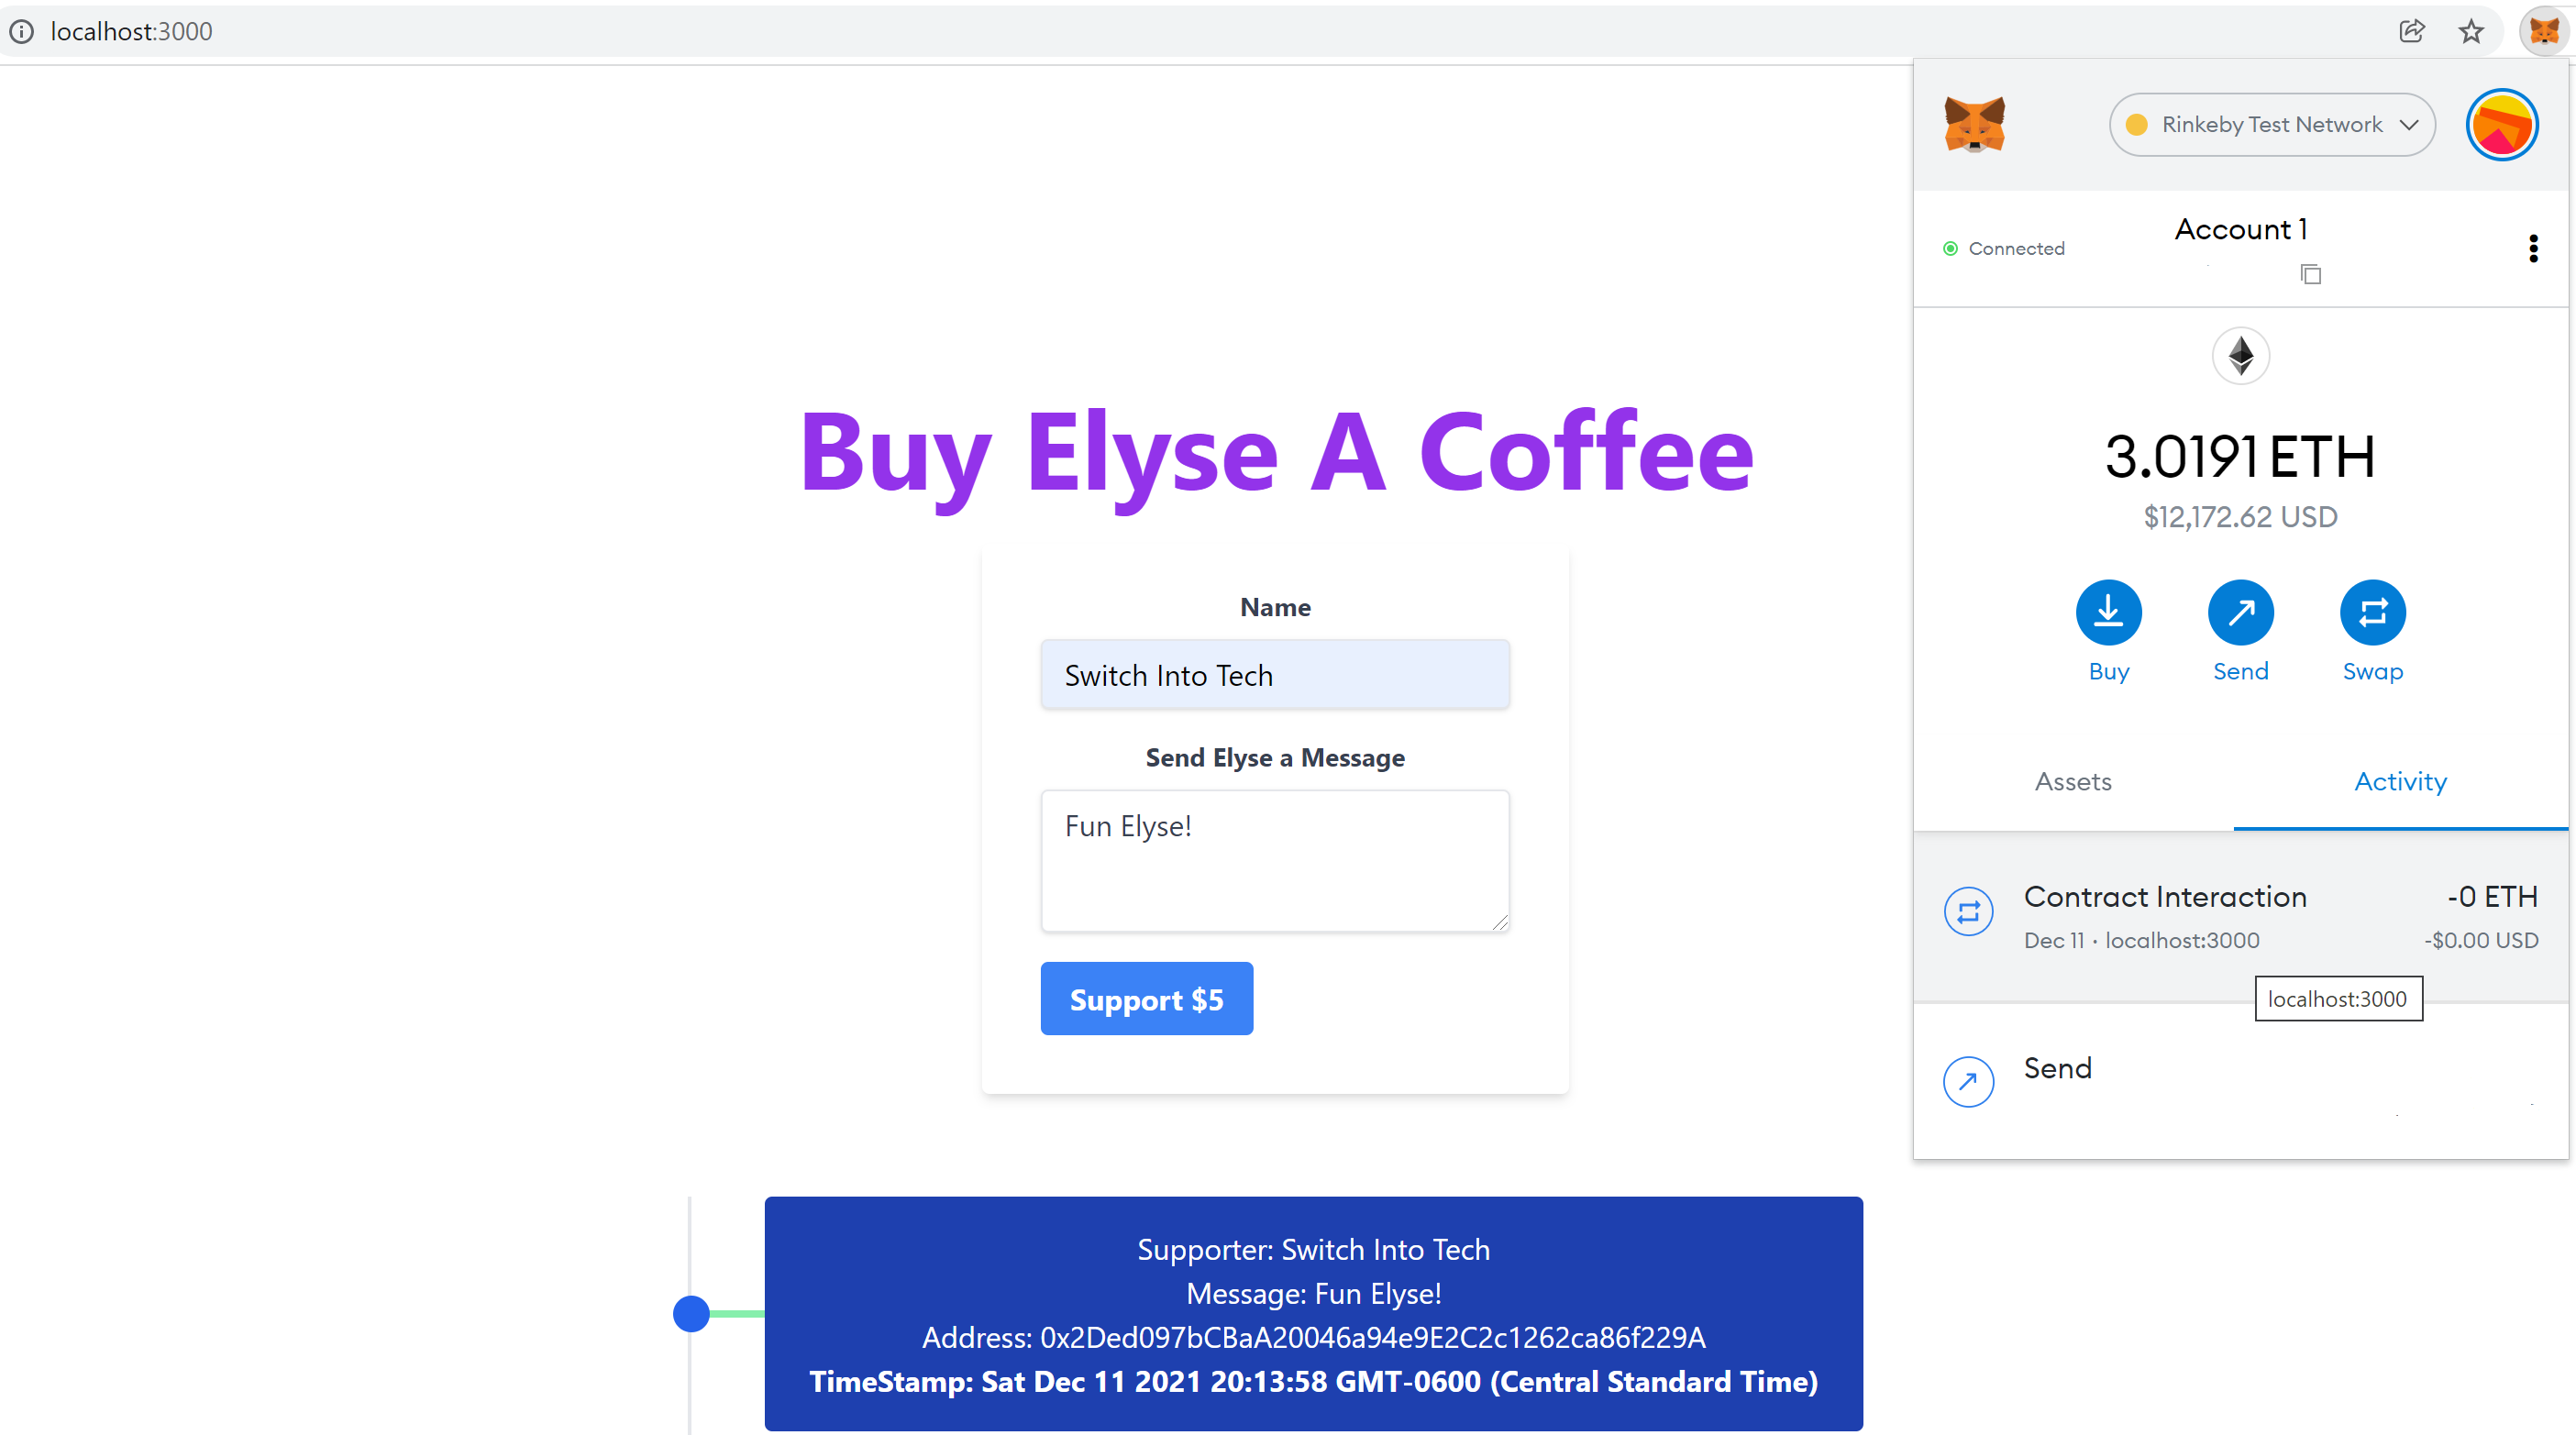 localhost:3000
Rinkeby Test Network
Connected
Account 1
3.0191 ETH
$12,172.62 USD
Buy
Send
Swap
Assets
Activity
Contract Interaction
-0 ETH
Dec 11 · localhost:3000
-$0.00 USD
localhost:3000
Send
Buy Elyse A Coffee
Name
Switch Into Tech
Send Elyse a Message
Fun Elyse!
Support $5
Supporter: Switch Into Tech
Message: Fun Elyse!
Address: 0x2Ded097bCBaA20046a94e9E2C2c1262ca86f229A
TimeStamp: Sat Dec 11 2021 20:13:58 GMT-0600 (Central Standard Time)